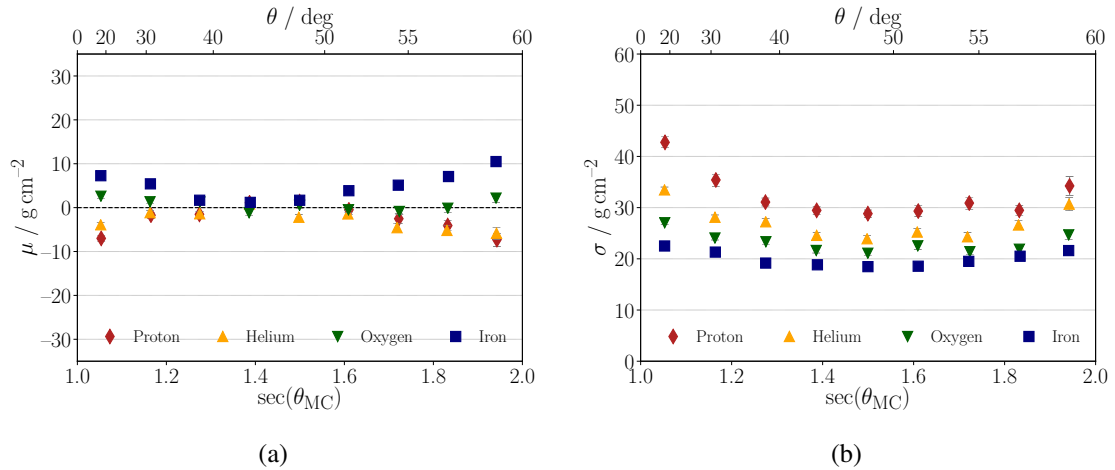 θ / deg
0 20 30 40 50 55 60
μ / g cm⁻²
30
20
10
0
−10
−20
−30
Proton Helium Oxygen Iron
1.0 1.2 1.4 1.6 1.8 2.0
sec(θ_MC)
(a)
θ / deg
0 20 30 40 50 55 60
σ / g cm⁻²
60
50
40
30
20
10
0
Proton Helium Oxygen Iron
1.0 1.2 1.4 1.6 1.8 2.0
sec(θ_MC)
(b)